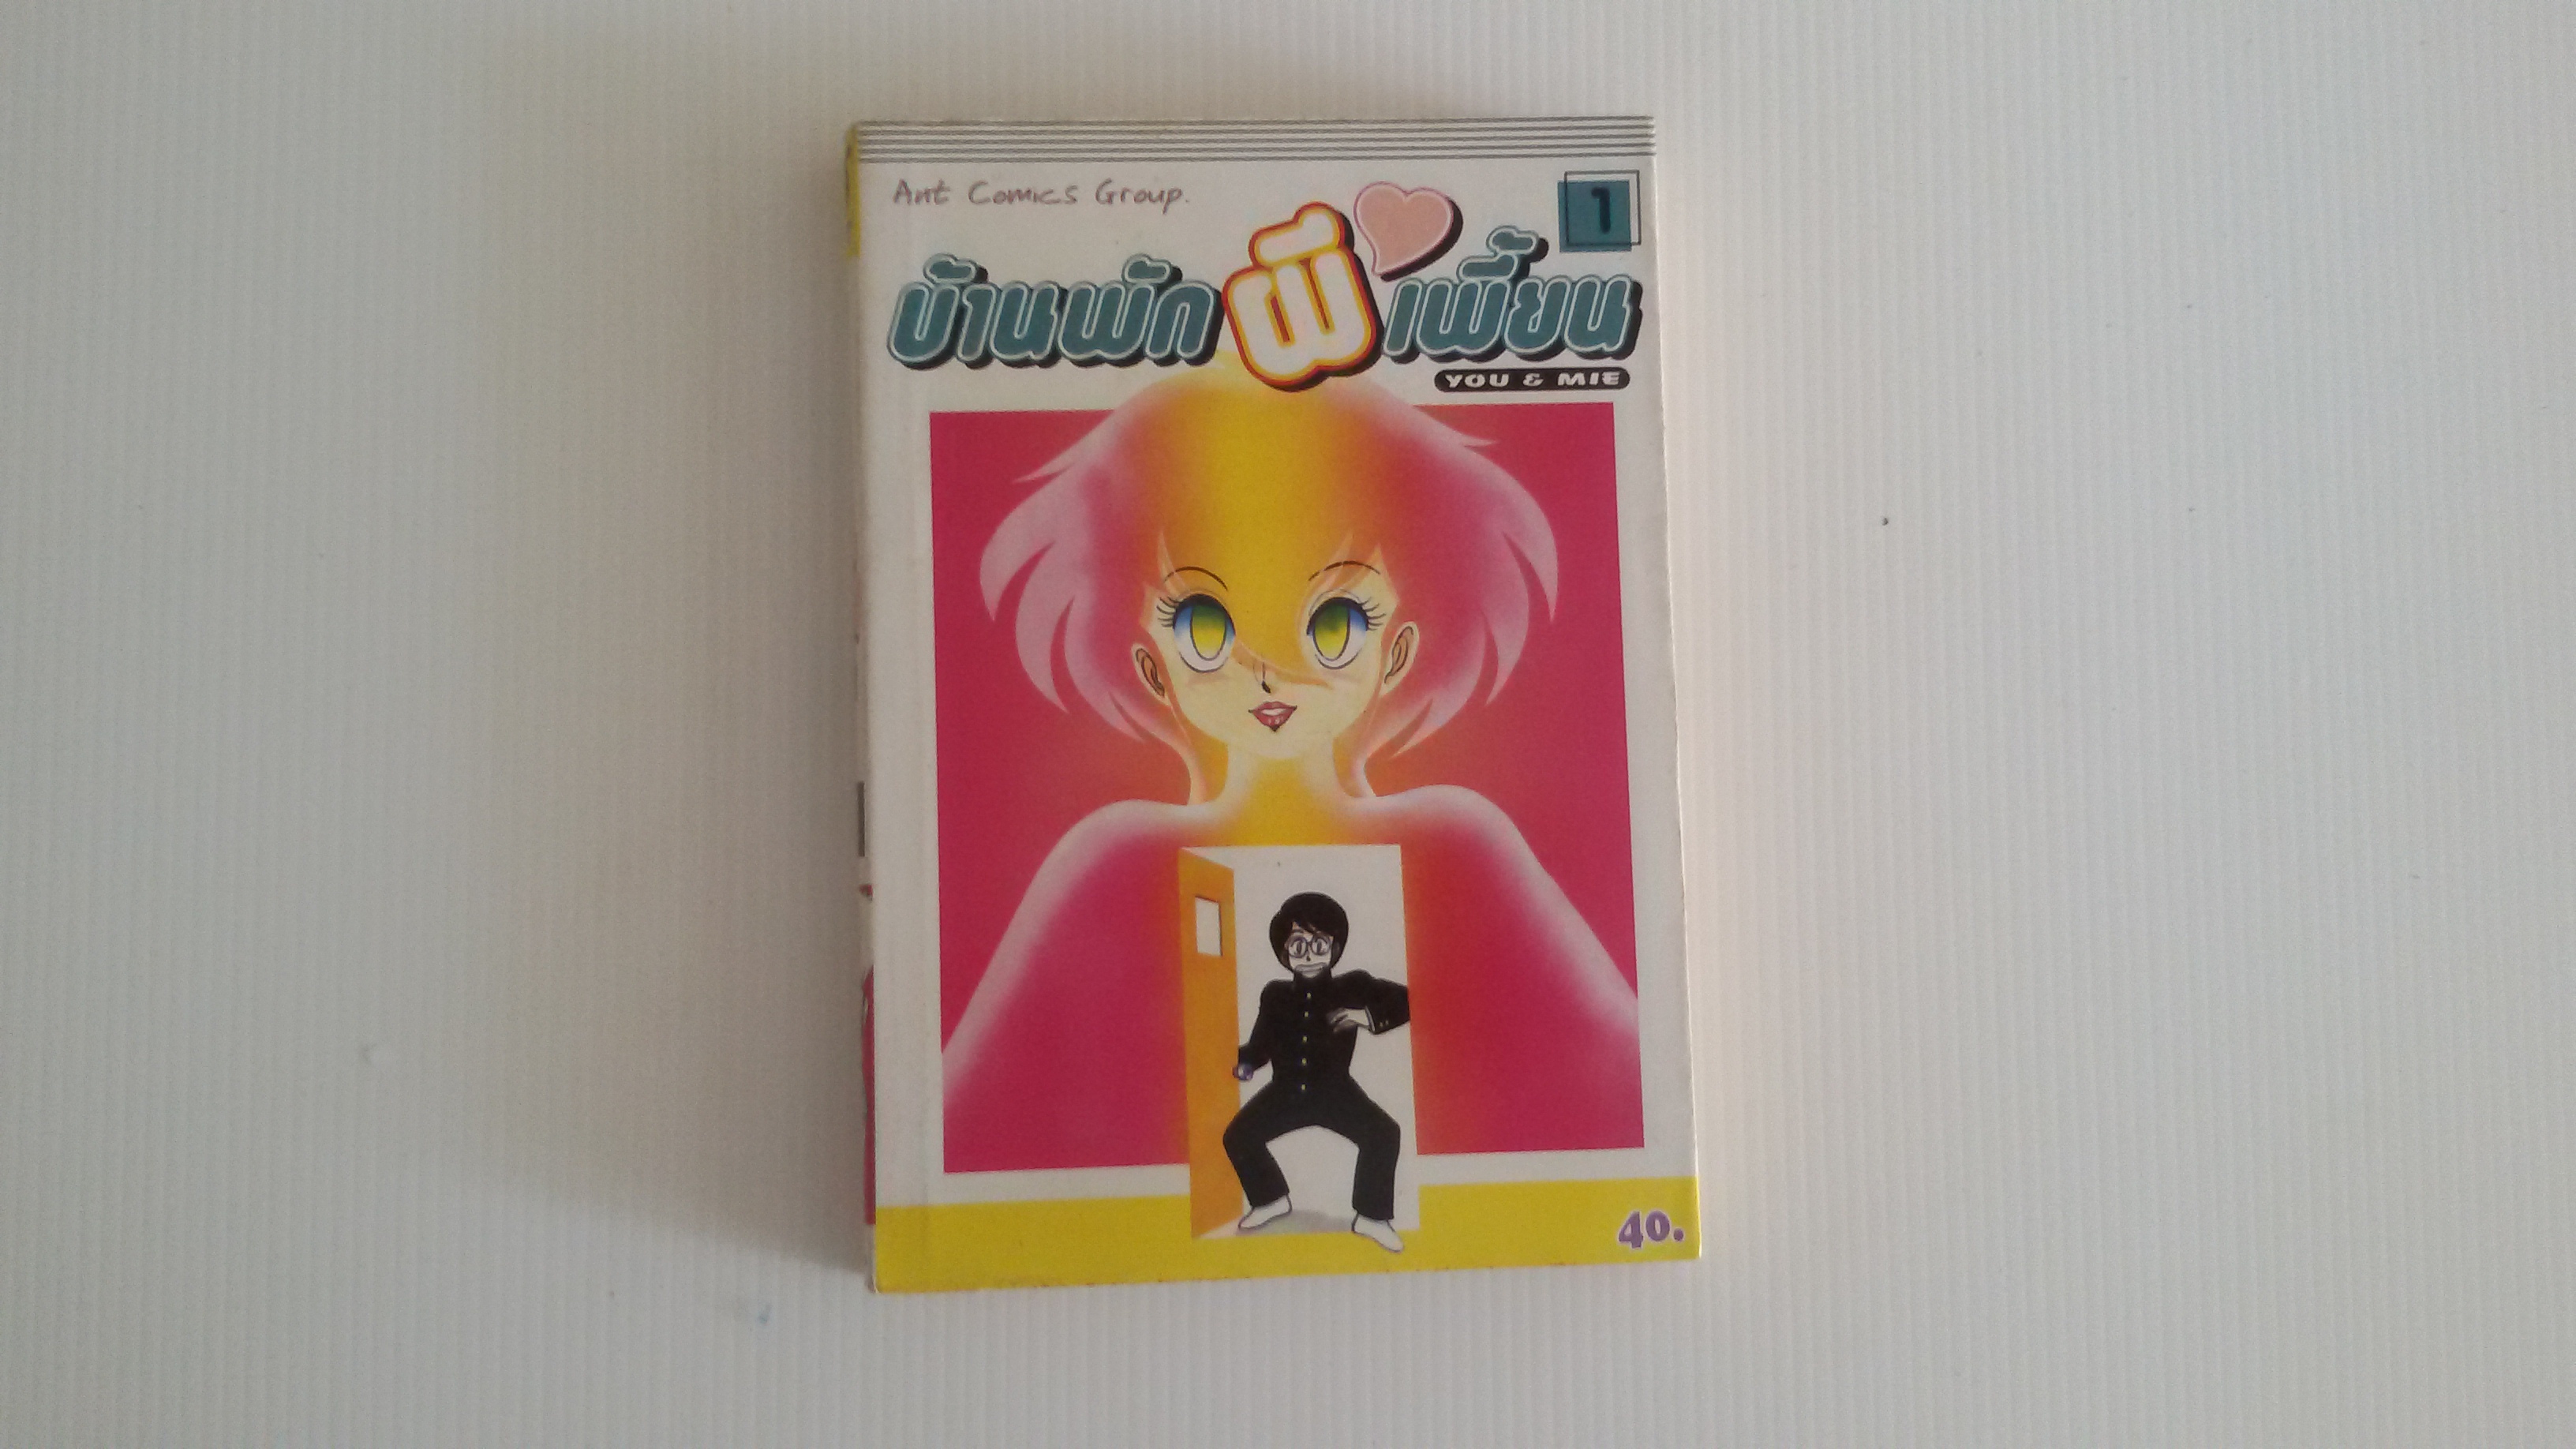 Ant Comics Group.
1
บ้านพักผีเพี้ยน
YOU & MIE
40.